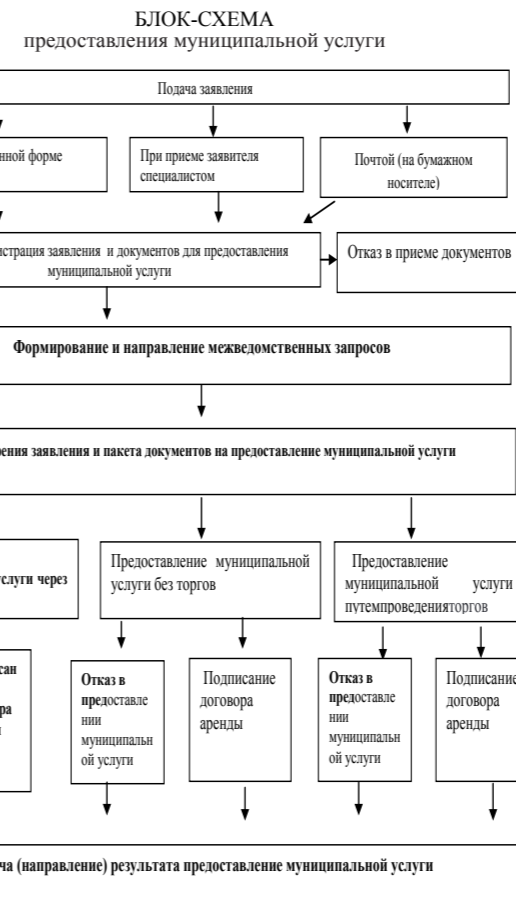 БЛОК-СХЕМА
предоставления муниципальной услуги
Подача заявления
нной форме
При приеме заявителя
специалистом
Почтой (на бумажном
носителе)
истрация заявления и документов для предоставления
муниципальной услуги
Отказ в приеме документов
Формирование и направление межведомственных запросов
рения заявления и пакета документов на предоставление муниципальной услуги
слуги через
Предоставление муниципальной
услуги без торгов
Предоставление
муниципальной услуги
путемпроведенияторгов
сан
ра
Отказ в
предоставле
нии
муниципальн
ой услуги
Подписание
договора
аренды
Отказ в
предоставле
нии
муниципальн
ой услуги
Подписание
договора
аренды
ча (направление) результата предоставление муниципальной услуги